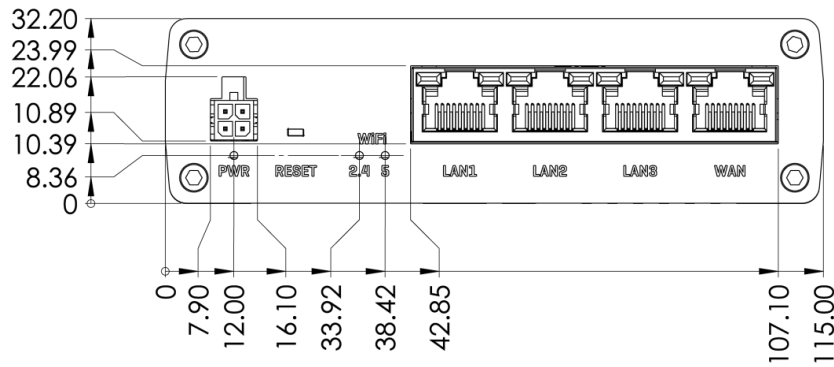 32.20
23.99
22.06
10.89
10.39
8.36
0
WiFi
PWR RESET 2.4 5 LAN1 LAN2 LAN3 WAN
0 7.90 12.00 16.10 33.92 38.42 42.85 107.10 115.00